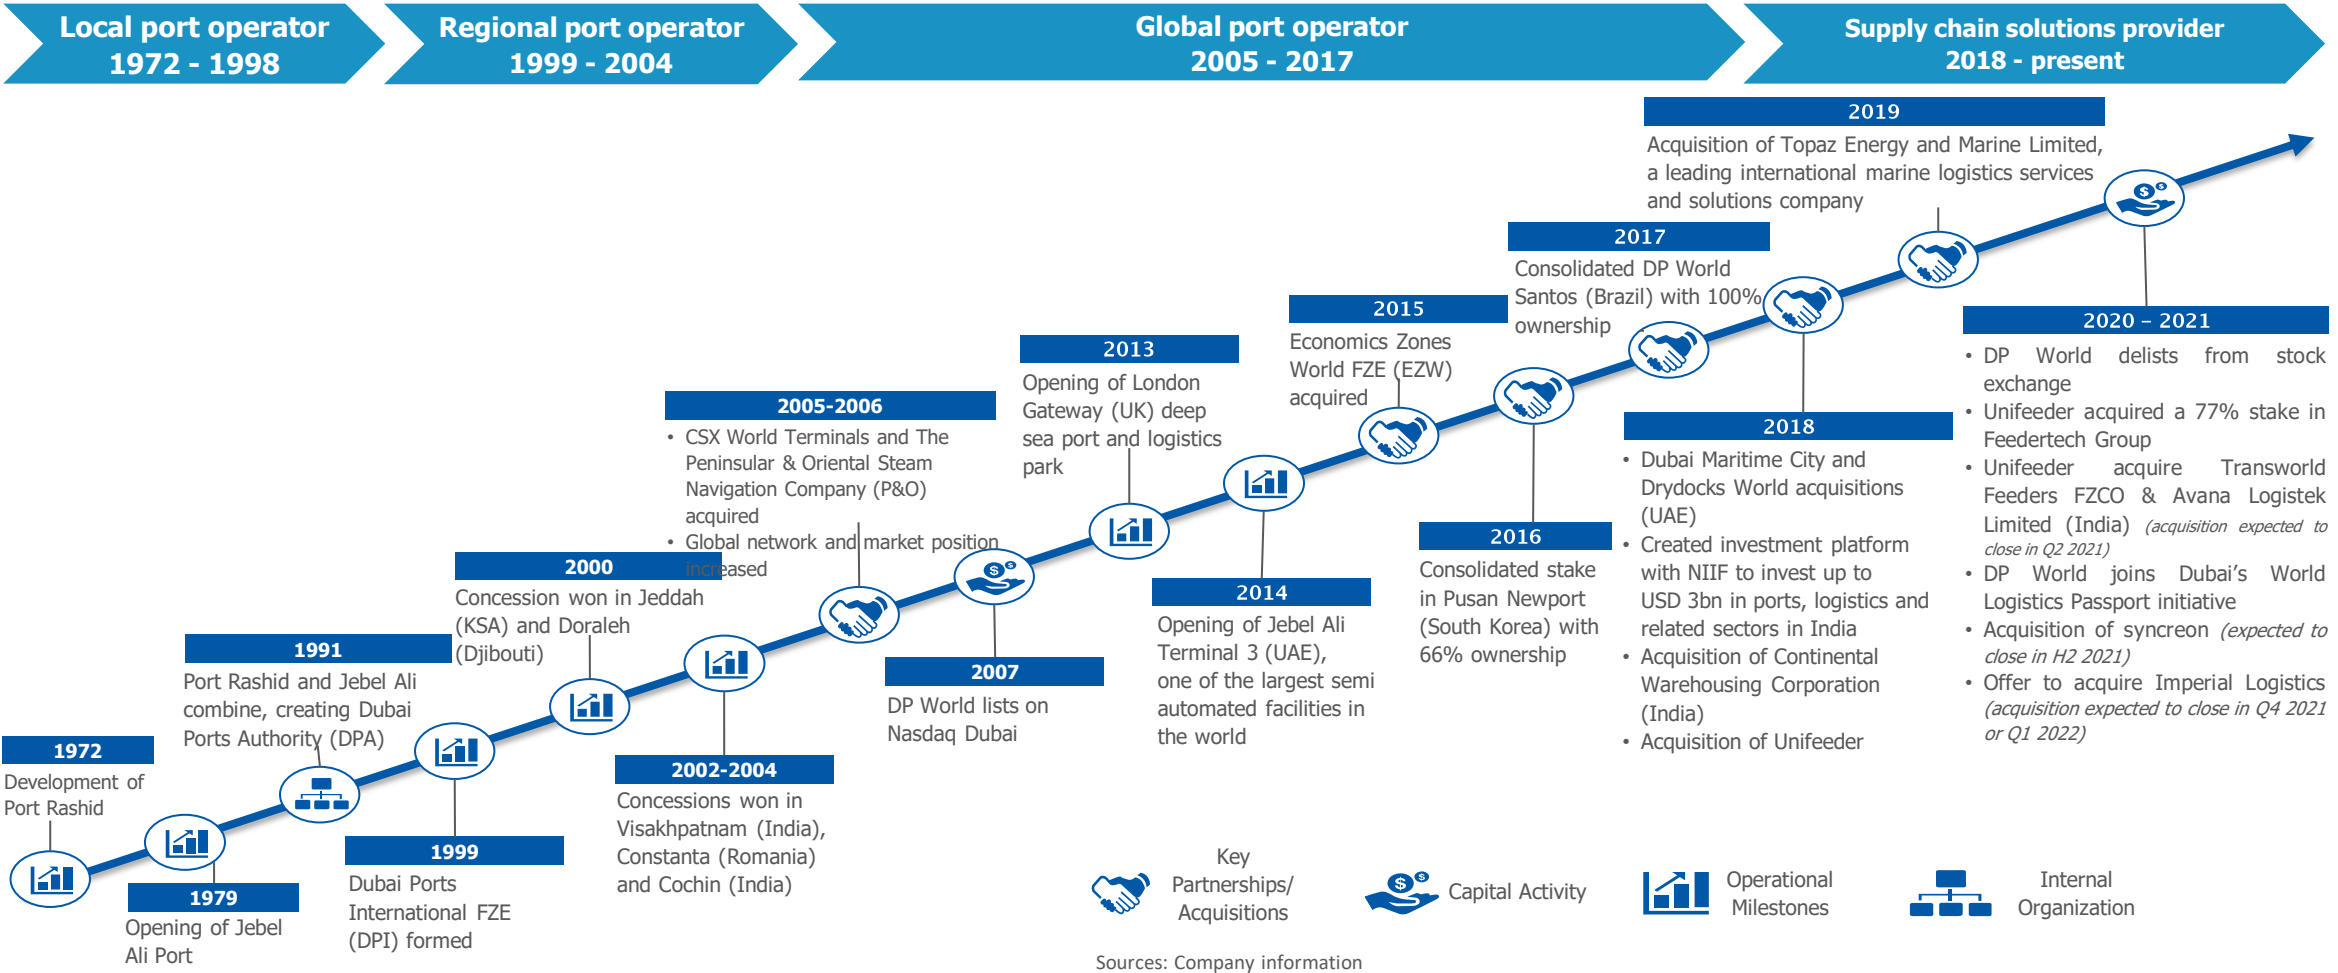 Local port operator
1972 - 1998
Regional port operator
1999 - 2004
Global port operator
2005 - 2017
Supply chain solutions provider
2018 - present
1972
Development of
Port Rashid
1979
Opening of Jebel
Ali Port
1991
Port Rashid and Jebel Ali
combine, creating Dubai
Ports Authority (DPA)
1999
Dubai Ports
International FZE
(DPI) formed
2000
Concession won in Jeddah
(KSA) and Doraleh
(Djibouti)
2002-2004
Concessions won in
Visakhpatnam (India),
Constanta (Romania)
and Cochin (India)
2005-2006
• CSX World Terminals and The
Peninsular & Oriental Steam
Navigation Company (P&O)
acquired
• Global network and market position
increased
2007
DP World lists on
Nasdaq Dubai
2013
Opening of London
Gateway (UK) deep
sea port and logistics
park
2014
Opening of Jebel Ali
Terminal 3 (UAE),
one of the largest semi
automated facilities in
the world
2015
Economics Zones
World FZE (EZW)
acquired
2016
Consolidated stake
in Pusan Newport
(South Korea) with
66% ownership
2017
Consolidated DP World
Santos (Brazil) with 100%
ownership
2018
• Dubai Maritime City and
Drydocks World acquisitions
(UAE)
• Created investment platform
with NIIF to invest up to
USD 3bn in ports, logistics and
related sectors in India
• Acquisition of Continental
Warehousing Corporation
(India)
• Acquisition of Unifeeder
2019
Acquisition of Topaz Energy and Marine Limited,
a leading international marine logistics services
and solutions company
2020 – 2021
• DP World delists from stock
exchange
• Unifeeder acquired a 77% stake in
Feedertech Group
• Unifeeder acquire Transworld
Feeders FZCO & Avana Logistek
Limited (India) (acquisition expected to
close in Q2 2021)
• DP World joins Dubai’s World
Logistics Passport initiative
• Acquisition of syncreon (expected to
close in H2 2021)
• Offer to acquire Imperial Logistics
(acquisition expected to close in Q4 2021
or Q1 2022)
Key
Partnerships/
Acquisitions
Capital Activity
Operational
Milestones
Internal
Organization
Sources: Company information